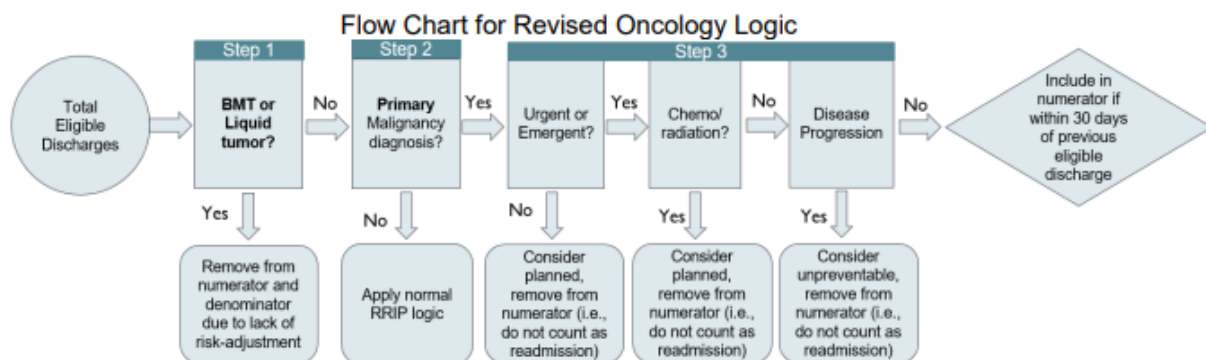 Flow Chart for Revised Oncology Logic
Step 1
Step 2
Step 3
Total
Eligible
Discharges
BMT or
Liquid
tumor?
No
Primary
Malignancy
diagnosis?
Yes
Urgent or
Emergent?
Yes
Chemo/
radiation?
No
Disease
Progression
No
Include in
numerator if
within 30 days
of previous
eligible
discharge
Yes
No
No
Yes
Yes
Remove from
numerator and
denominator
due to lack of
risk-adjustment
Apply normal
RRIP logic
Consider
planned,
remove from
numerator (i.e.,
do not count as
readmission)
Consider
planned,
remove from
numerator (i.e.,
do not count as
readmission)
Consider
unpreventable,
remove from
numerator (i.e.,
do not count as
readmission)